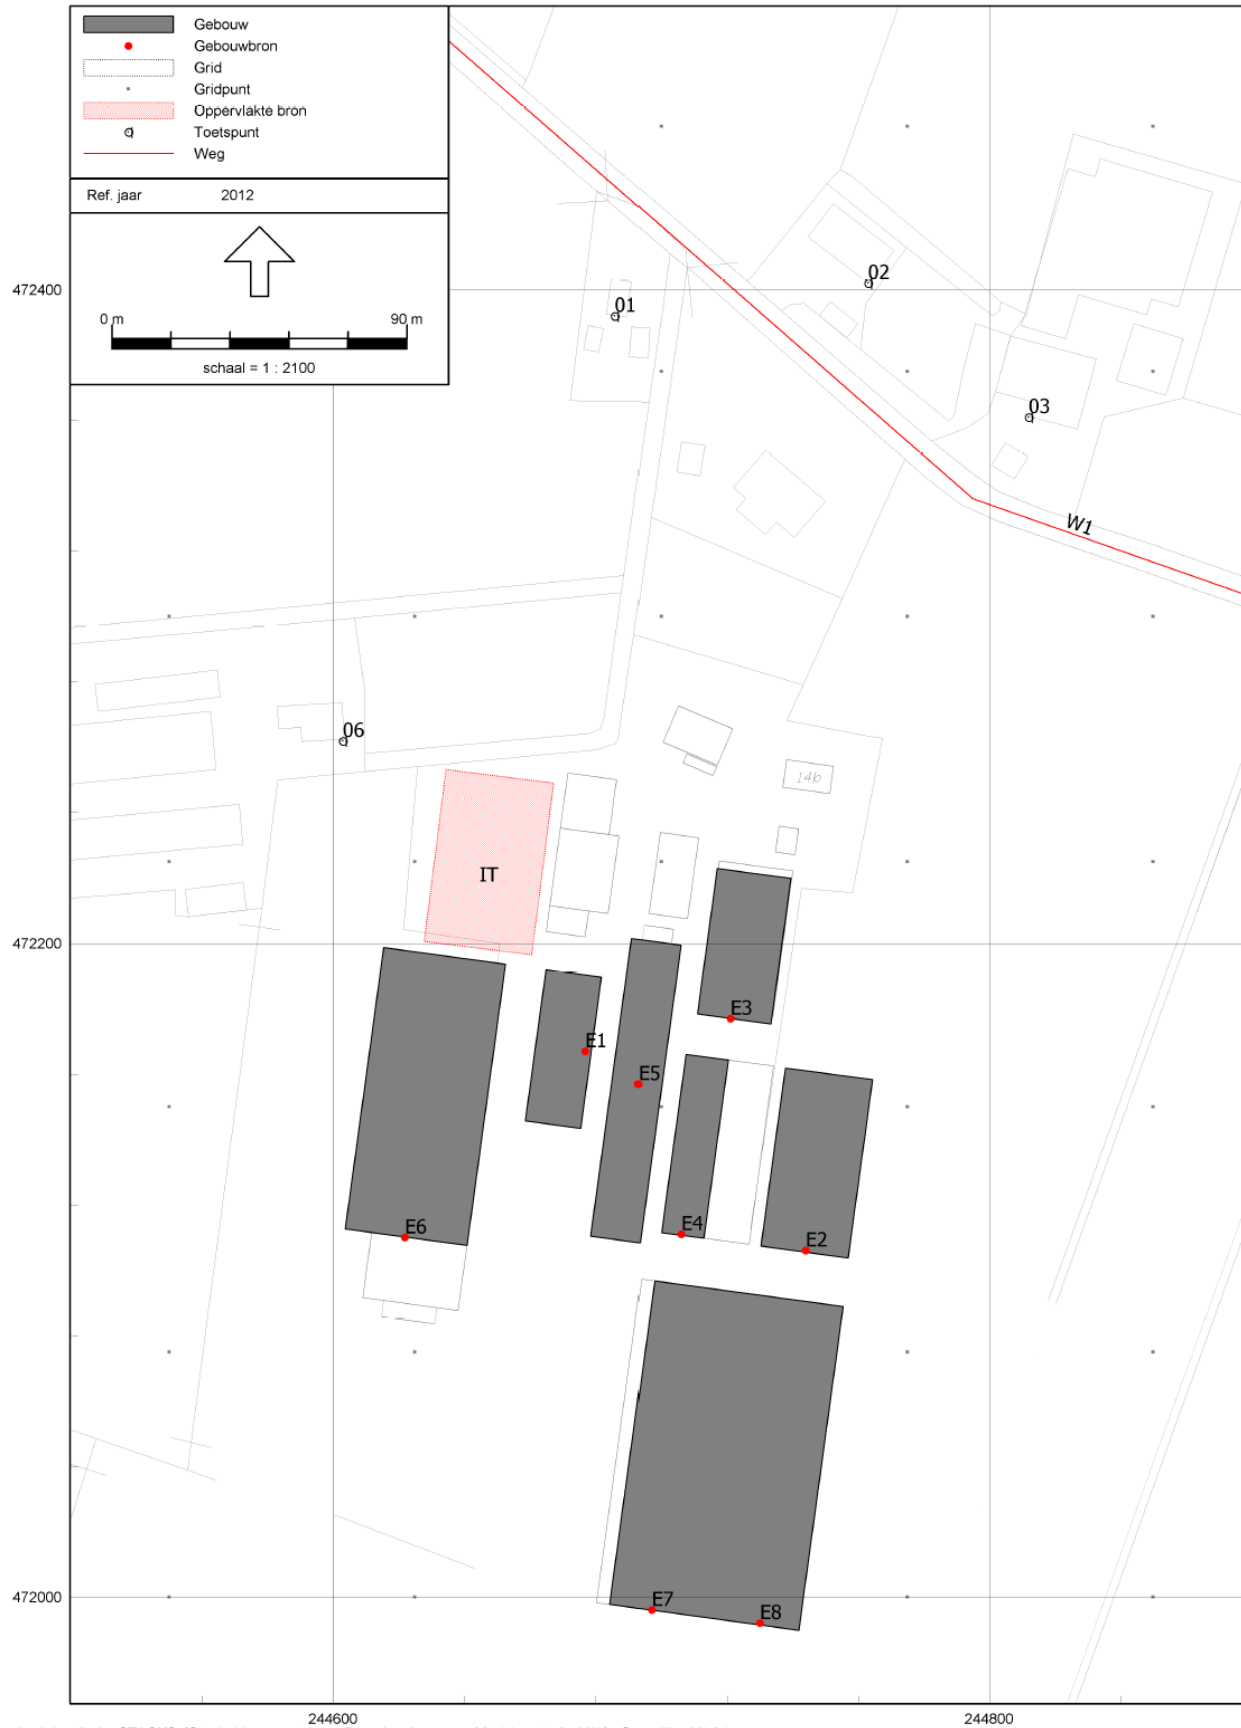 Gebouw
Gebouwbron
Grid
Gridpunt
Oppervlakte bron
Toetspunt
Weg
Ref. jaar 2012
0 m 90 m
schaal = 1 : 2100
02
472400
01
03
W1
06
14b
IT
472200
E3
E1
E5
E6
E4
E2
472000
E7
E8
244600 244800